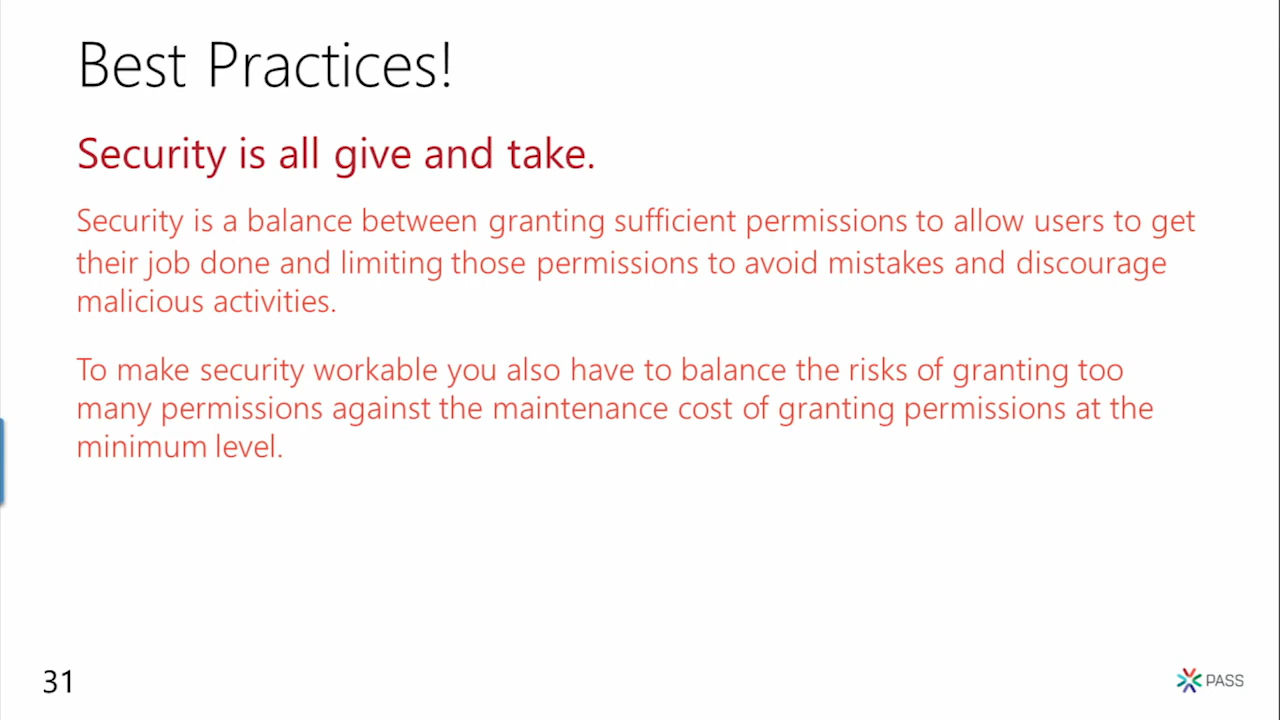 Best Practices!
Security is all give and take.
Security is a balance between granting sufficient permissions to allow users to get
their job done and limiting those permissions to avoid mistakes and discourage
malicious activities.
To make security workable you also have to balance the risks of granting too
many permissions against the maintenance cost of granting permissions at the
minimum level.
31
PASS